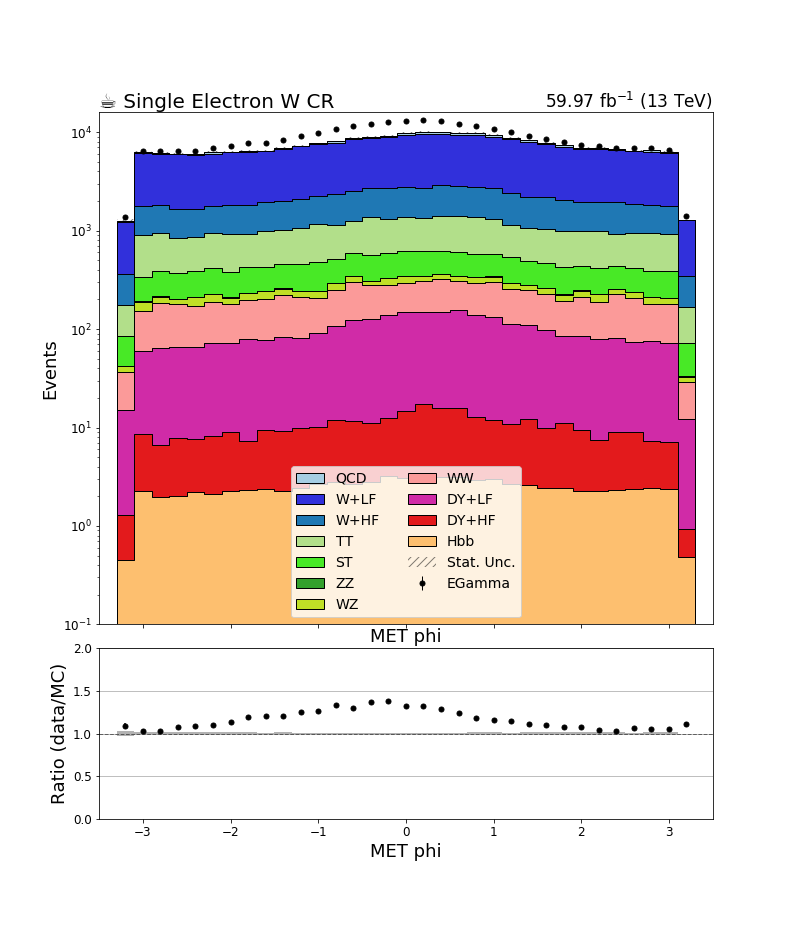 ☕ Single Electron W CR
59.97 fb⁻¹ (13 TeV)
Events
10⁴
10³
10²
10¹
10⁰
10⁻¹
QCD
W+LF
W+HF
TT
ST
ZZ
WZ
WW
DY+LF
DY+HF
Hbb
Stat. Unc.
EGamma
MET phi
Ratio (data/MC)
2.0
1.5
1.0
0.5
0.0
−3 −2 −1 0 1 2 3
MET phi